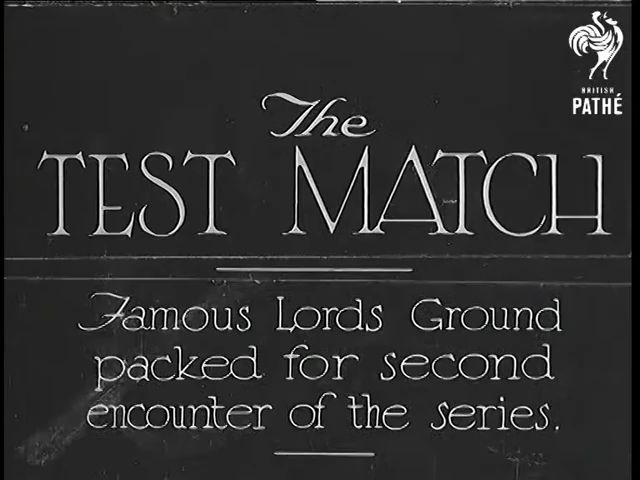 BRITISH
PATHÉ
The
TEST MATCH
Famous Lords Ground
packed for second
encounter of the series.